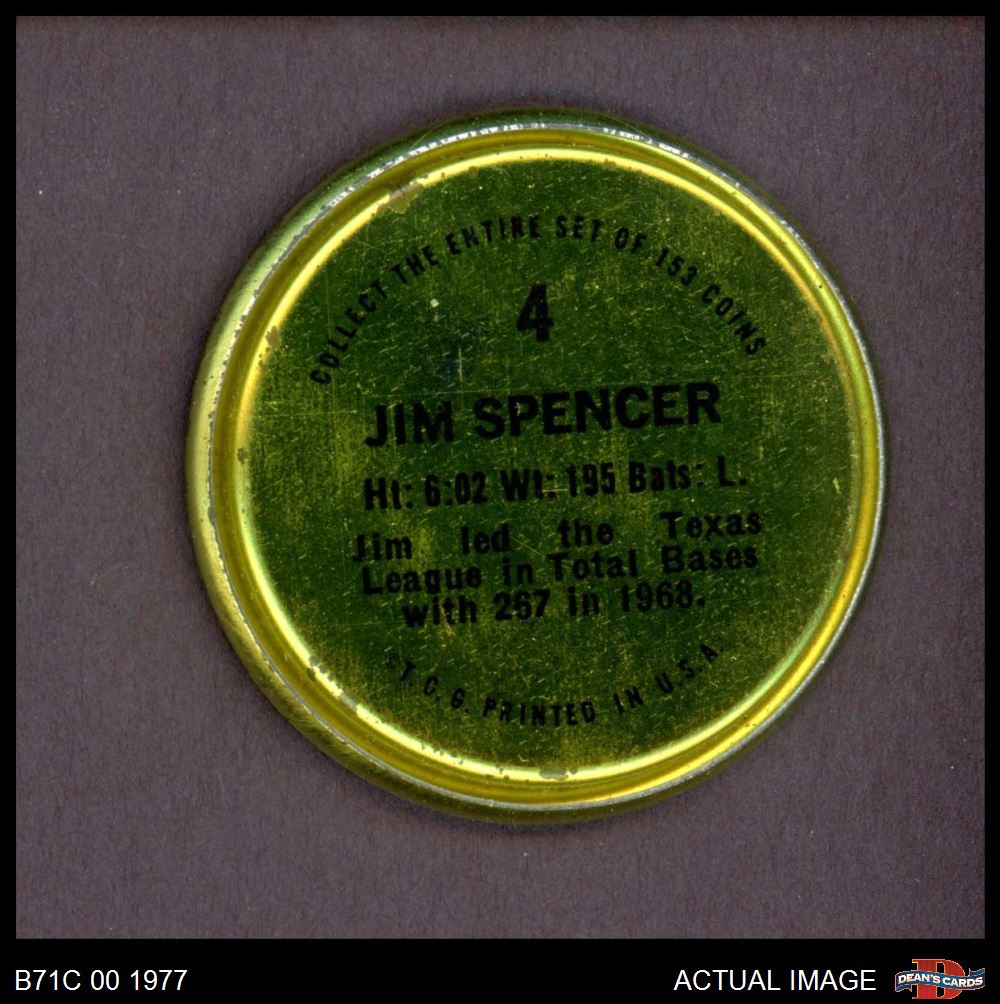 COLLECT THE ENTIRE SET OF 153 COINS
4
JIM SPENCER
Ht: 6:02 Wt: 195 Bats: L.
Jim led the Texas
League in Total Bases
with 267 in 1968.
©T.C.G. PRINTED IN U.S.A.
B71C 00 1977
ACTUAL IMAGE
DEAN'S CARDS